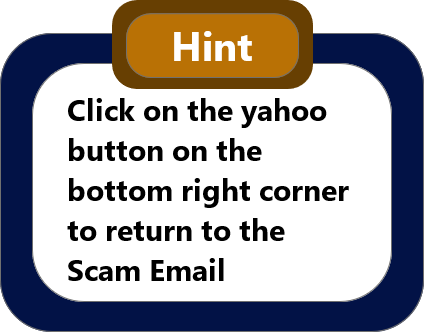 Hint
Click on the yahoo
button on the
bottom right corner
to return to the
Scam Email